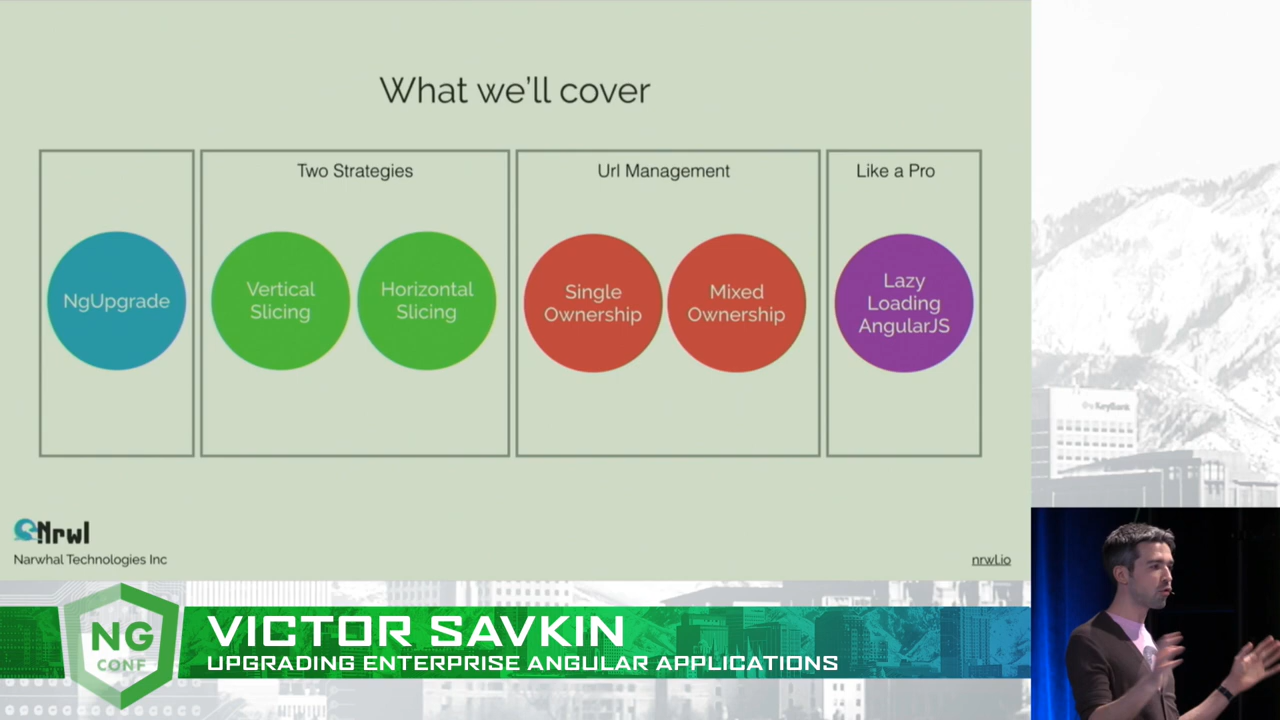 What we'll cover
Two Strategies
Url Management
Like a Pro
NgUpgrade
Vertical
Slicing
Horizontal
Slicing
Single
Ownership
Mixed
Ownership
Lazy
Loading
AngularJS
Nrwl
Narwhal Technologies Inc
nrwl.io
KeyBank
NG
CONF
VICTOR SAVKIN
UPGRADING ENTERPRISE ANGULAR APPLICATIONS